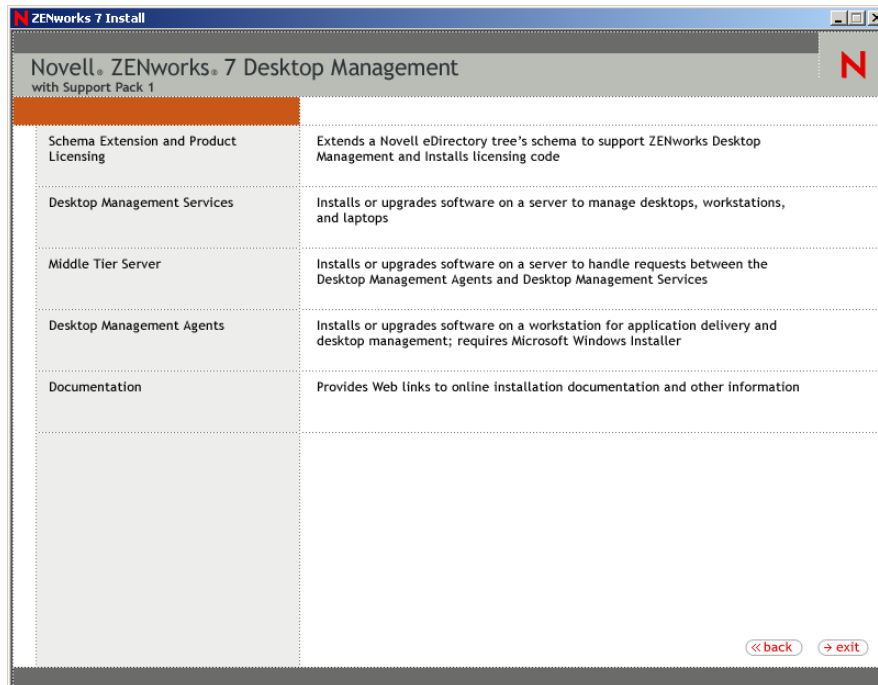 ZENworks 7 Install
Novell® ZENworks® 7 Desktop Management
with Support Pack 1
N
Schema Extension and Product
Licensing
Extends a Novell eDirectory tree's schema to support ZENworks Desktop
Management and Installs licensing code
Desktop Management Services
Installs or upgrades software on a server to manage desktops, workstations,
and laptops
Middle Tier Server
Installs or upgrades software on a server to handle requests between the
Desktop Management Agents and Desktop Management Services
Desktop Management Agents
Installs or upgrades software on a workstation for application delivery and
desktop management; requires Microsoft Windows Installer
Documentation
Provides Web links to online installation documentation and other information
back
exit